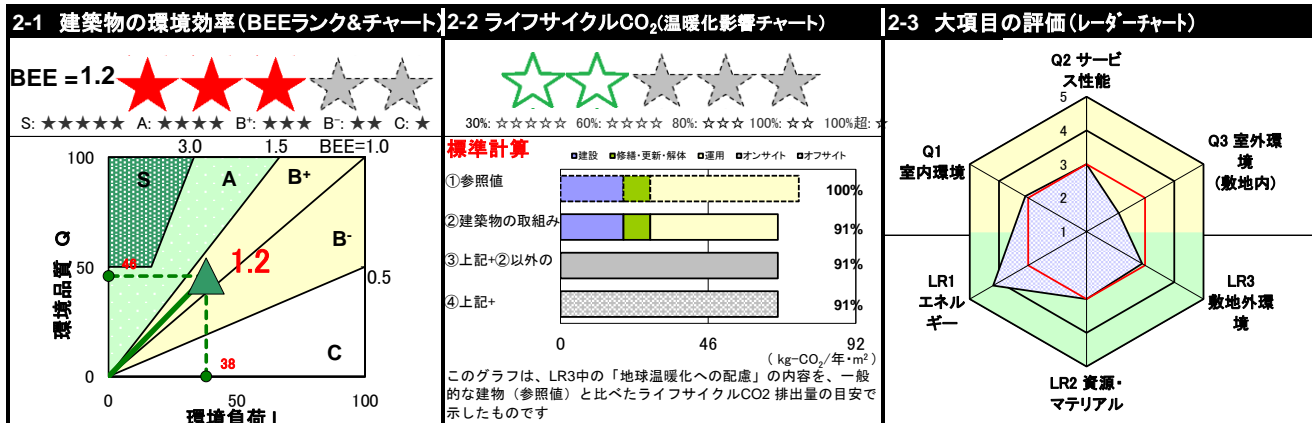 2-1 建築物の環境効率(BEEランク&チャート)
BEE = 1.2
S: ★★★★★ A: ★★★★ B⁺: ★★★ B⁻: ★★ C: ★
3.0 1.5 BEE=1.0
100
S A B⁺
B⁻
環境品質 Q
50
46
1.2
0.5
C
38
0
0 50 100
環境負荷 L
2-2 ライフサイクルCO₂(温暖化影響チャート)
30%: ☆☆☆☆☆ 60%: ☆☆☆☆ 80%: ☆☆☆ 100%: ☆☆ 100%超: ☆
標準計算
■建設 ■修繕・更新・解体 □運用 ■オンサイト ■オフサイト
①参照値 100%
②建築物の取組み 91%
③上記+②以外の 91%
④上記+ 91%
0 46 92
( kg-CO₂/年・m² )
このグラフは、LR3中の「地球温暖化への配慮」の内容を、一般
的な建物(参照値)と比べたライフサイクルCO2 排出量の目安で
示したものです
2-3 大項目の評価(レーダーチャート)
Q2 サービ
ス性能
5
4
3
2
1
Q1
室内環境
Q3 室外環
境
(敷地内)
LR1
エネル
ギー
LR3
敷地外環
境
LR2 資源・
マテリアル